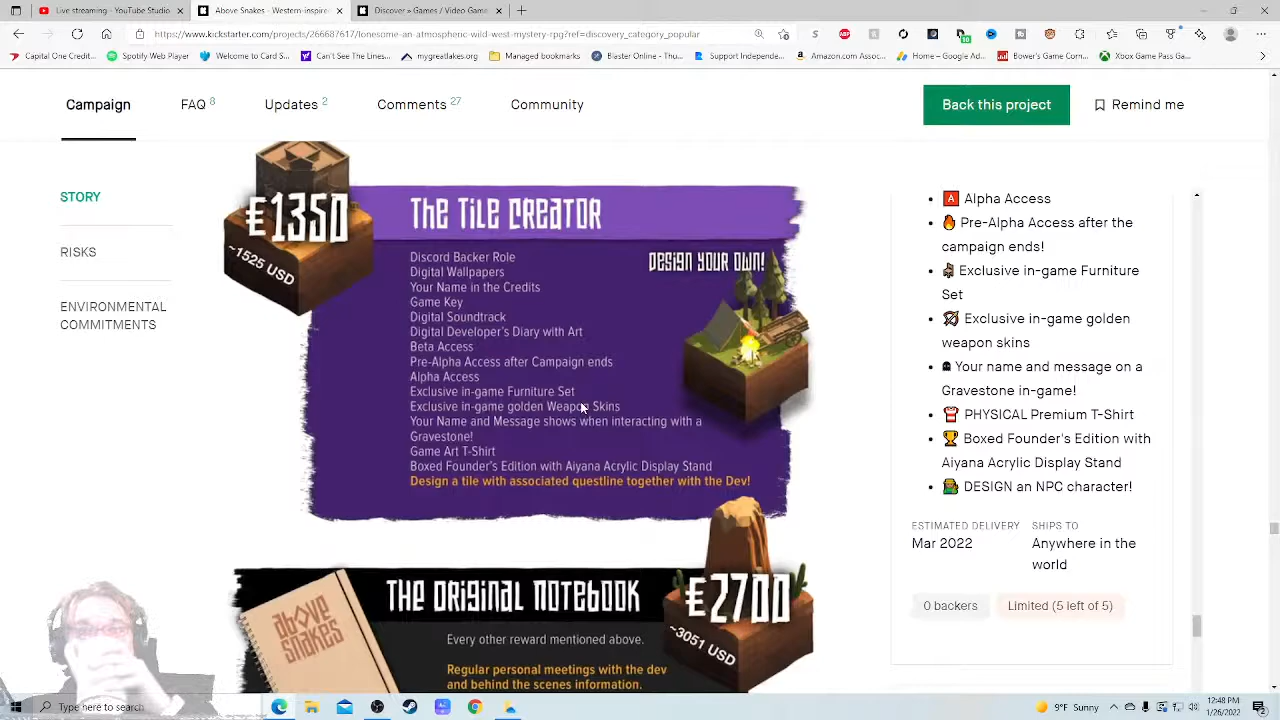 Live streaming - YouTube Studio
Above Snakes - Western-inspire
Discover » Games / Video Game
https://www.kickstarter.com/projects/266687617/lonesome-an-atmospheric-wild-west-mystery-rpg?ref=discovery_category_popular
Capital One Credit...
Spotify Web Player
Welcome to Card S...
Can't See The Lines...
mygreatlakes.org
Managed bookmarks
Blaster Online - Thu...
Support Independ...
Amazon.com Assoc...
Bover's Game Corn...
Xbox Game Pass Ge...
Campaign
FAQ 8
Updates 2
Comments 27
Community
Back this project
Remind me
STORY
RISKS
ENVIRONMENTAL
COMMITMENTS
€1350
~1525 USD
The Tile Creator
Design your own!
Discord Backer Role
Digital Wallpapers
Your Name in the Credits
Game Key
Digital Soundtrack
Digital Developer's Diary with Art
Beta Access
Pre-Alpha Access after Campaign ends
Alpha Access
Exclusive in-game Furniture Set
Exclusive in-game golden Weapon Skins
Your Name and Message shows when interacting with a
Gravestone!
Game Art T-Shirt
Boxed Founder's Edition with Aiyana Acrylic Display Stand
Design a tile with associated questline together with the Dev!
The Original Notebook
€2700
~3051 USD
above
snakes
Every other reward mentioned above.
Regular personal meetings with the dev
and behind the scenes information.
Alpha Access
Pre-Alpha Access after the
campaign ends!
Exclusive in-game Furniture
Set
Exclusive in-game golden
weapon skins
Your name and message on a
Gravestone in-game!
PHYSICAL Premium T-Shirt
Boxed Founder's Edition with
Aiyana Acrylic Display Stand
DESIGN an NPC character!
ESTIMATED DELIVERY
Mar 2022
SHIPS TO
Anywhere in the
world
0 backers
Limited (5 left of 5)
Type here to search
9°F Sunny
12:48 PM